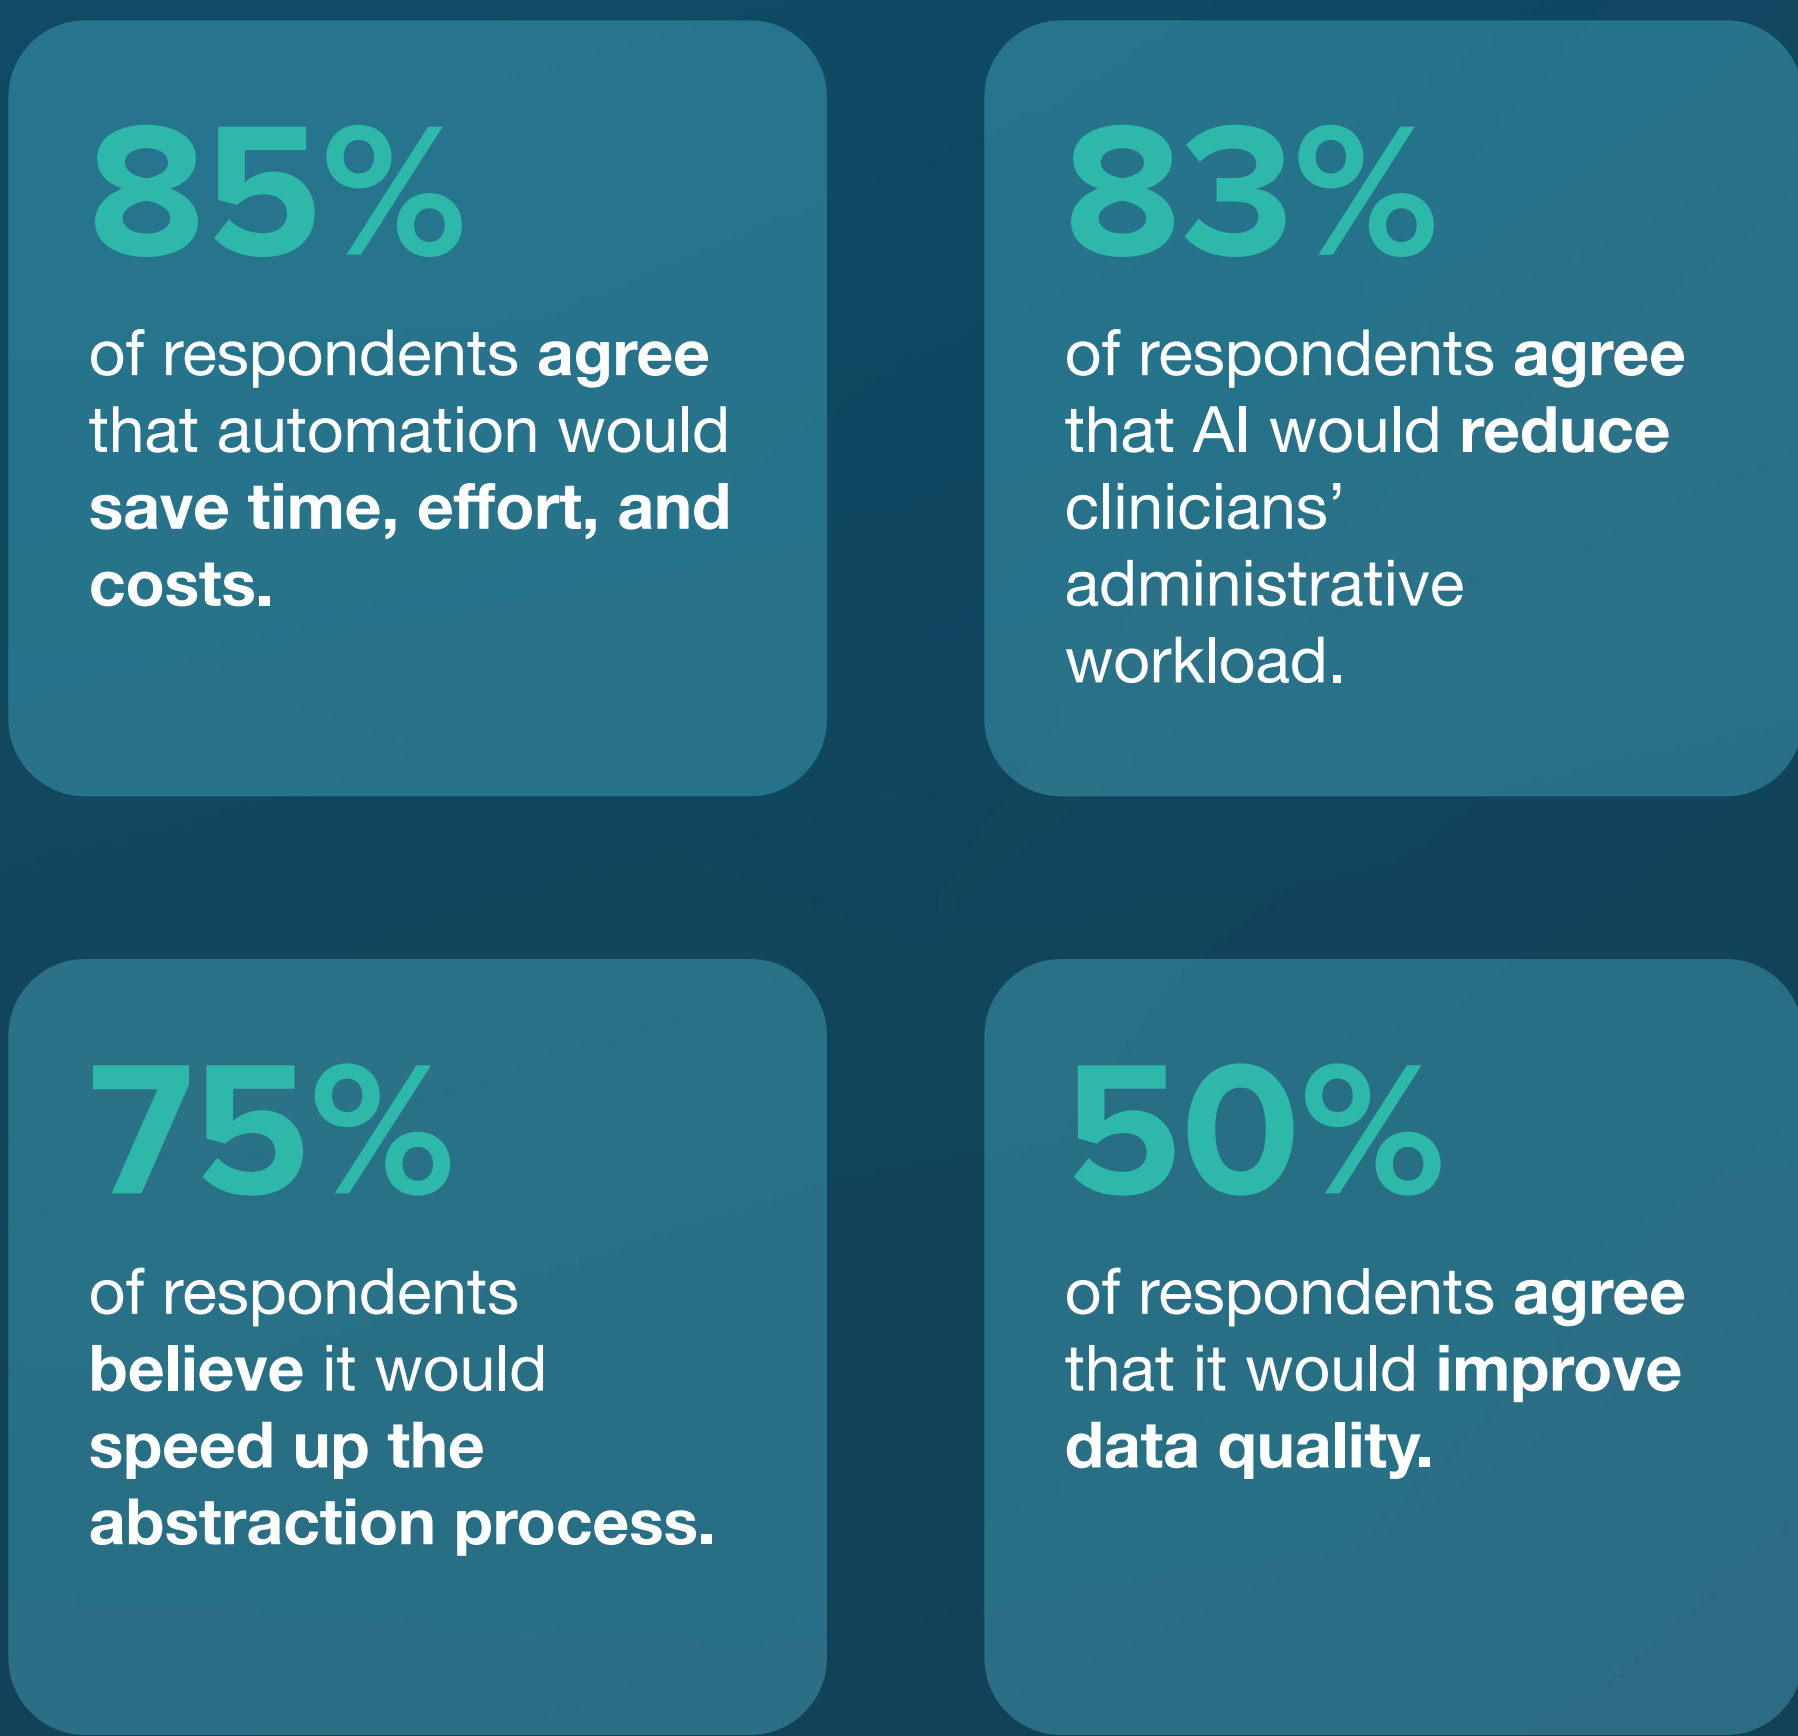 85%
of respondents agree
that automation would
save time, effort, and
costs.
83%
of respondents agree
that AI would reduce
clinicians’
administrative
workload.
75%
of respondents
believe it would
speed up the
abstraction process.
50%
of respondents agree
that it would improve
data quality.